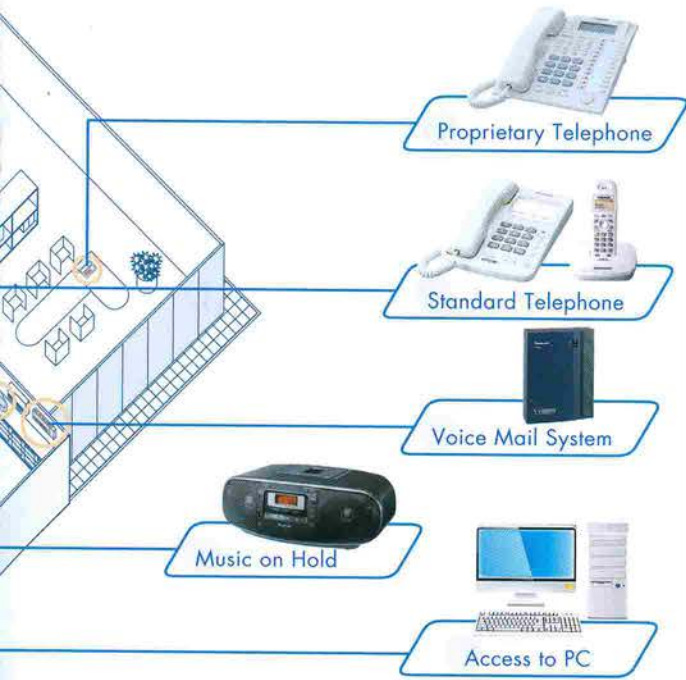 Proprietary Telephone
Standard Telephone
Voice Mail System
Music on Hold
Access to PC